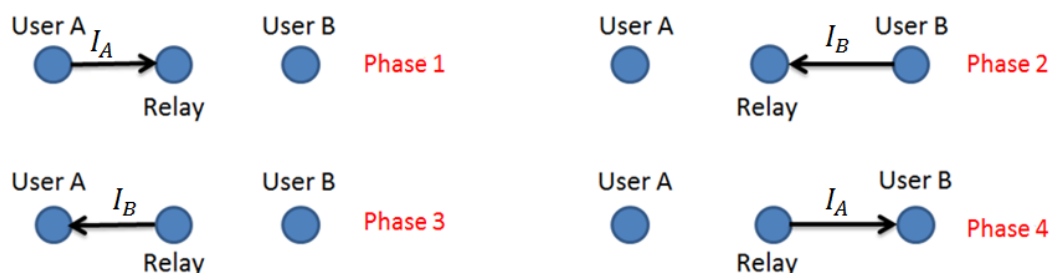 User A I_A User B Phase 1
Relay
User A I_B User B Phase 2
Relay
User A I_B User B Phase 3
Relay
User A I_A User B Phase 4
Relay